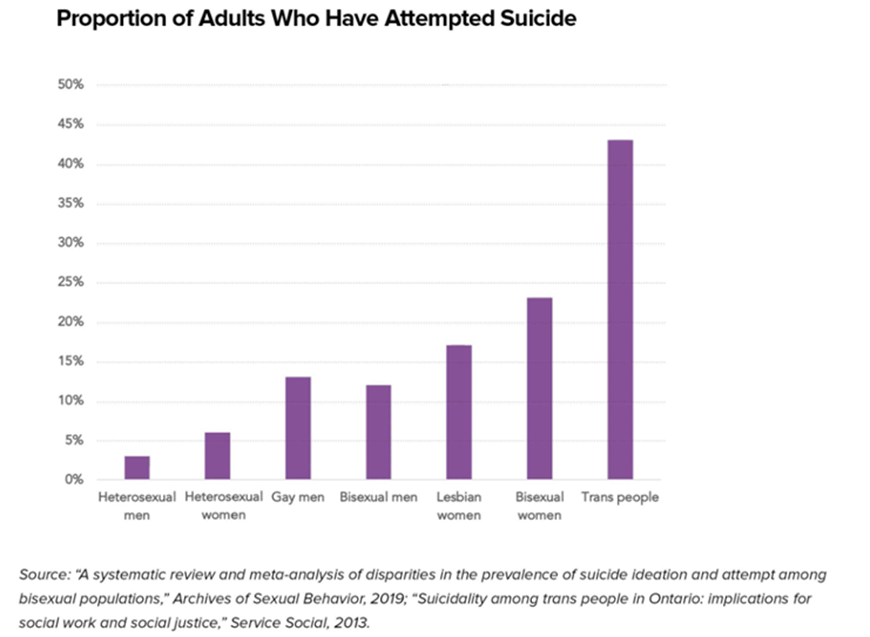 Proportion of Adults Who Have Attempted Suicide
50%
45%
40%
35%
30%
25%
20%
15%
10%
5%
0%
Heterosexual men
Heterosexual women
Gay men
Bisexual men
Lesbian women
Bisexual women
Trans people
Source: “A systematic review and meta-analysis of disparities in the prevalence of suicide ideation and attempt among
bisexual populations,” Archives of Sexual Behavior, 2019; “Suicidality among trans people in Ontario: implications for
social work and social justice,” Service Social, 2013.